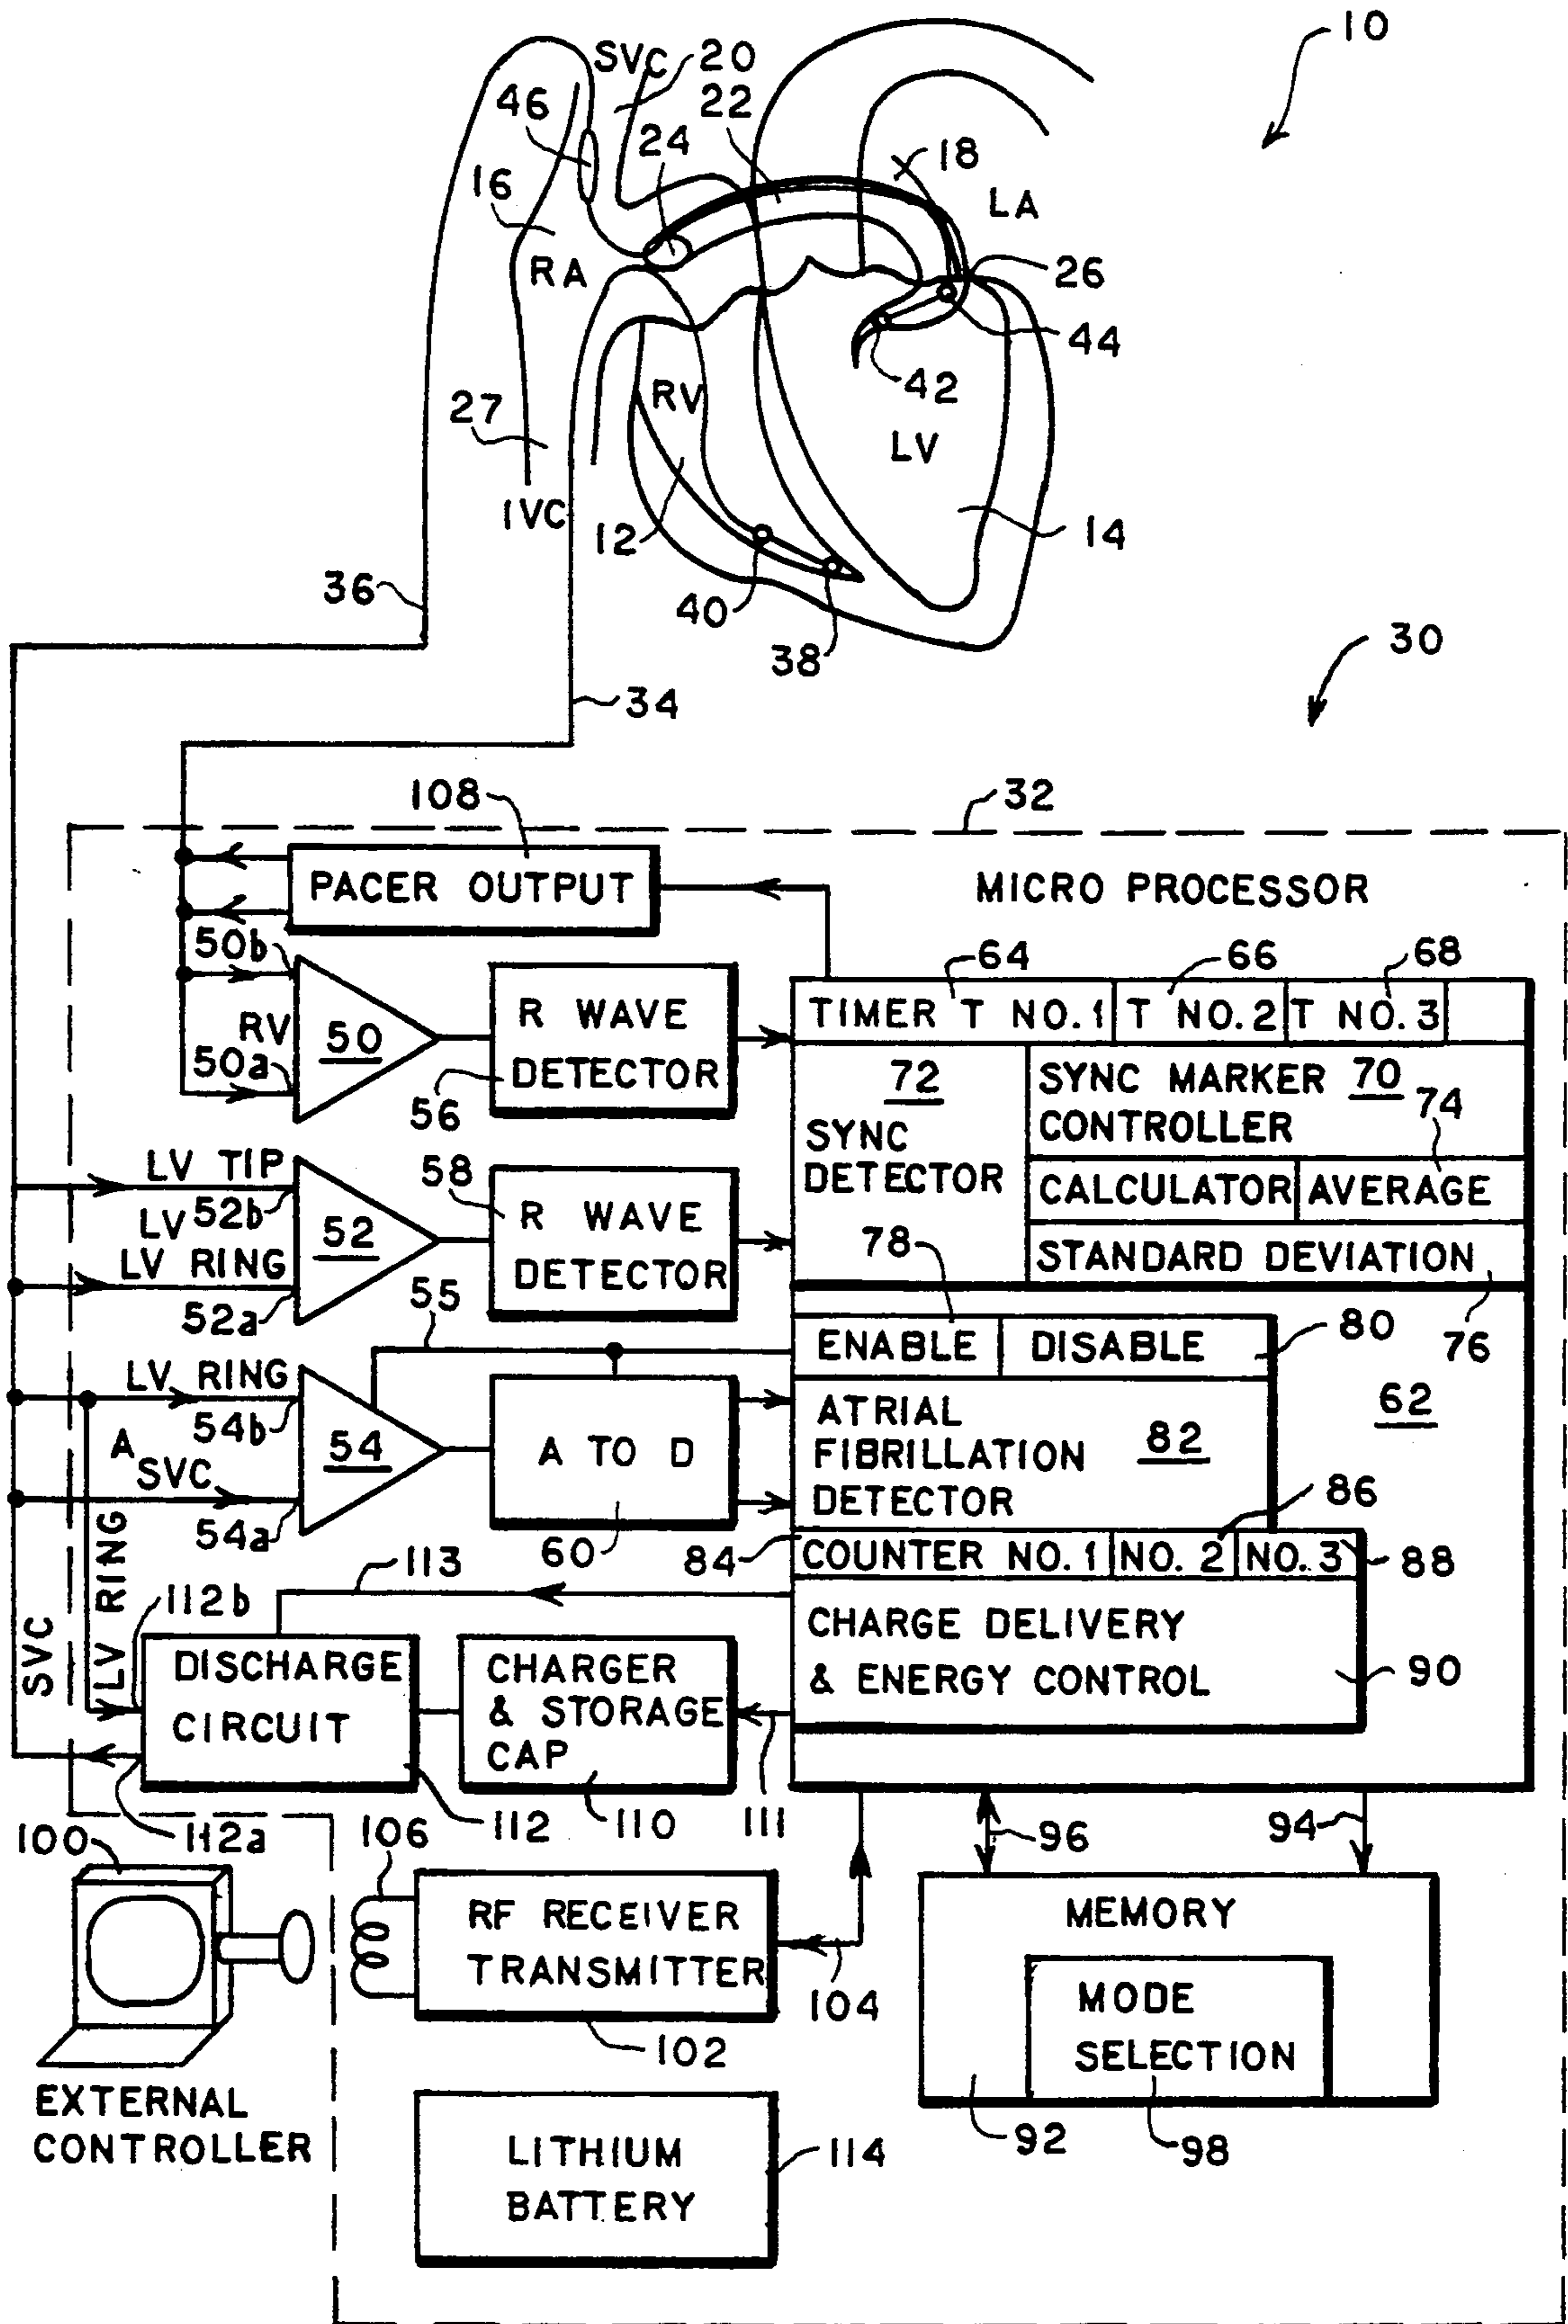 10
SVC 20
46
22
24
18
16
LA
RA
26
44
42
27
RV
LV
IVC
12
14
36
40
38
30
34
108
32
PACER OUTPUT
MICRO PROCESSOR
50b
64
66
68
TIMER T NO. 1 T NO. 2 T NO. 3
RV
50
R WAVE
DETECTOR
50a
56
72
SYNC MARKER 70
CONTROLLER
74
SYNC
DETECTOR
LV TIP
52b
LV
52
58
R WAVE
DETECTOR
CALCULATOR AVERAGE
LV RING
52a
STANDARD DEVIATION
78
55
76
ENABLE DISABLE
80
LV RING
54b
62
A
SVC
54
A TO D
ATRIAL
FIBRILLATION
DETECTOR
82
54a
60
86
84
COUNTER NO. 1 NO. 2 NO. 3
88
113
SVC
LV RING
112b
DISCHARGE
CIRCUIT
CHARGER
& STORAGE
CAP
CHARGE DELIVERY
& ENERGY CONTROL
90
112a
112
110
111
96
94
100
106
RF RECEIVER
TRANSMITTER
104
102
MEMORY
MODE
SELECTION
92
98
EXTERNAL
CONTROLLER
LITHIUM
BATTERY
114